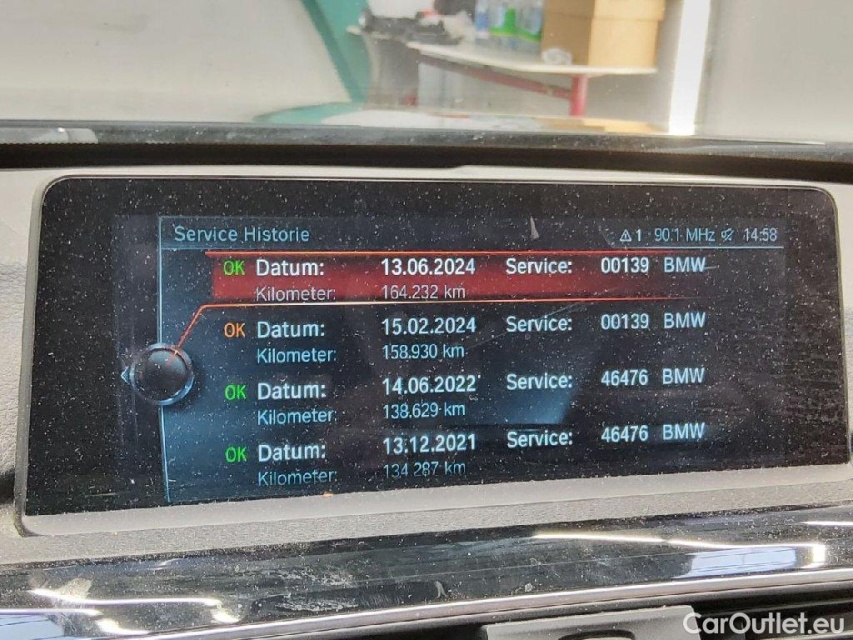 Service Historie 1 90.1 MHz 14:58
OK Datum: 13.06.2024 Service: 00139 BMW
Kilometer: 164.232 km
OK Datum: 15.02.2024 Service: 00139 BMW
Kilometer: 158.930 km
OK Datum: 14.06.2022 Service: 46476 BMW
Kilometer: 138.629 km
OK Datum: 13.12.2021 Service: 46476 BMW
Kilometer: 134.287 km
CarOutlet.eu